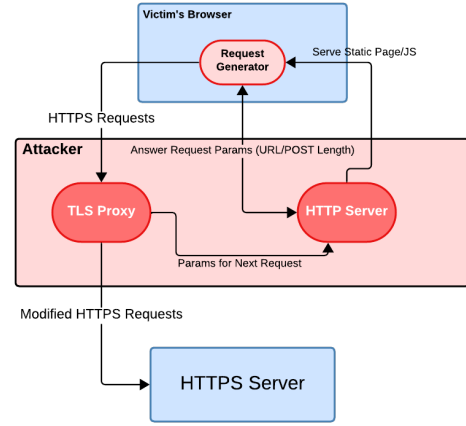 Victim's Browser
Request
Generator
Serve Static Page/JS
HTTPS Requests
Attacker
Answer Request Params (URL/POST Length)
TLS Proxy
HTTP Server
Params for Next Request
Modified HTTPS Requests
HTTPS Server